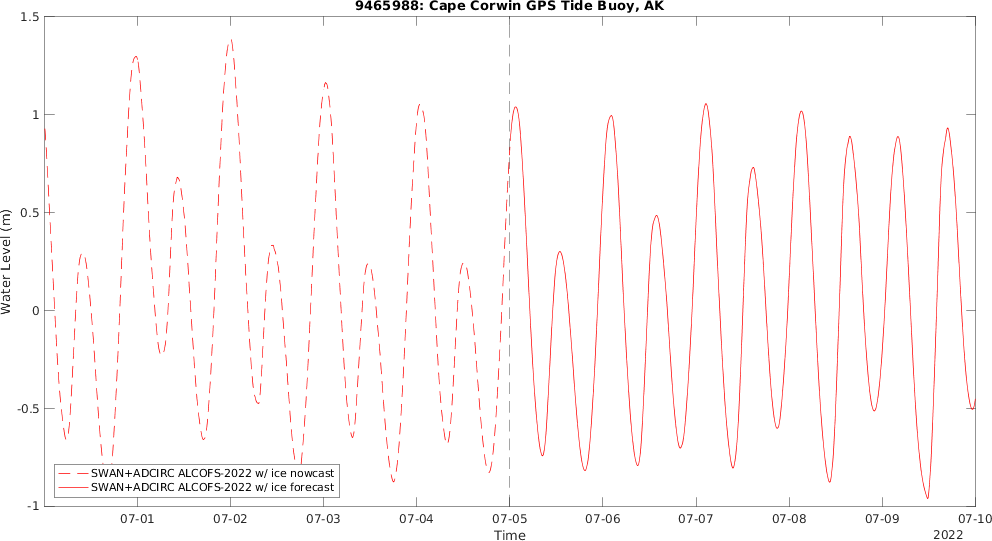 9465988: Cape Corwin GPS Tide Buoy, AK
1.5
1
0.5
0
-0.5
-1
Water Level (m)
SWAN+ADCIRC ALCOFS-2022 w/ ice nowcast
SWAN+ADCIRC ALCOFS-2022 w/ ice forecast
07-01 07-02 07-03 07-04 07-05 07-06 07-07 07-08 07-09 07-10
Time
2022